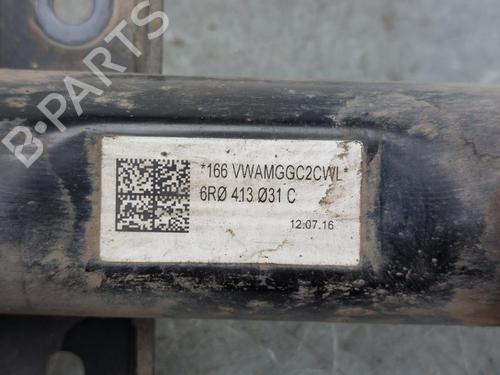 B-PARTS
*166 VWAMGGC2CWL*
6RØ 413 Ø31 C
12.07.16